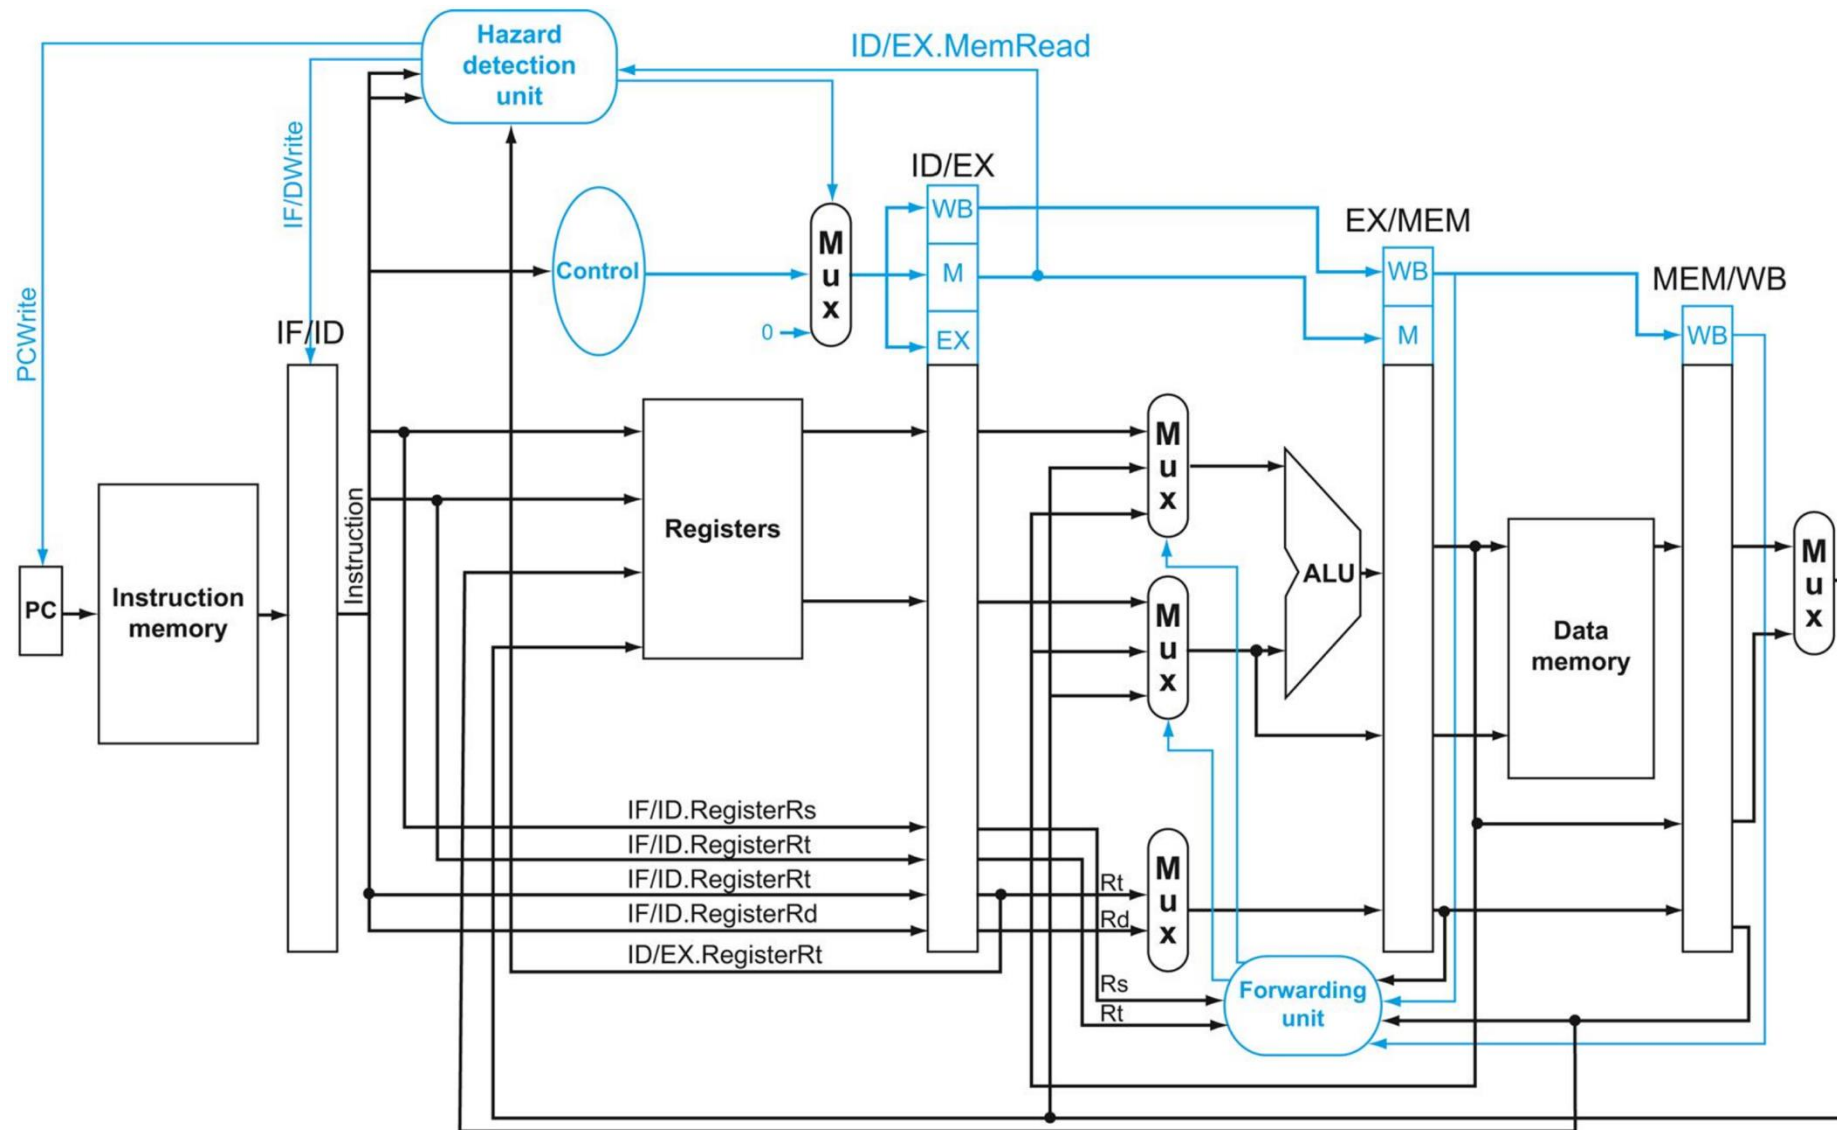 Hazard
detection
unit
ID/EX.MemRead
IF/DWrite
PCWrite
ID/EX
WB
M
EX
Control
M
u
x
0
EX/MEM
WB
M
MEM/WB
WB
IF/ID
PC
Instruction
memory
Instruction
Registers
M
u
x
M
u
x
ALU
Data
memory
M
u
x
IF/ID.RegisterRs
IF/ID.RegisterRt
IF/ID.RegisterRt
IF/ID.RegisterRd
ID/EX.RegisterRt
Rt
Rd
M
u
x
Rs
Rt
Forwarding
unit